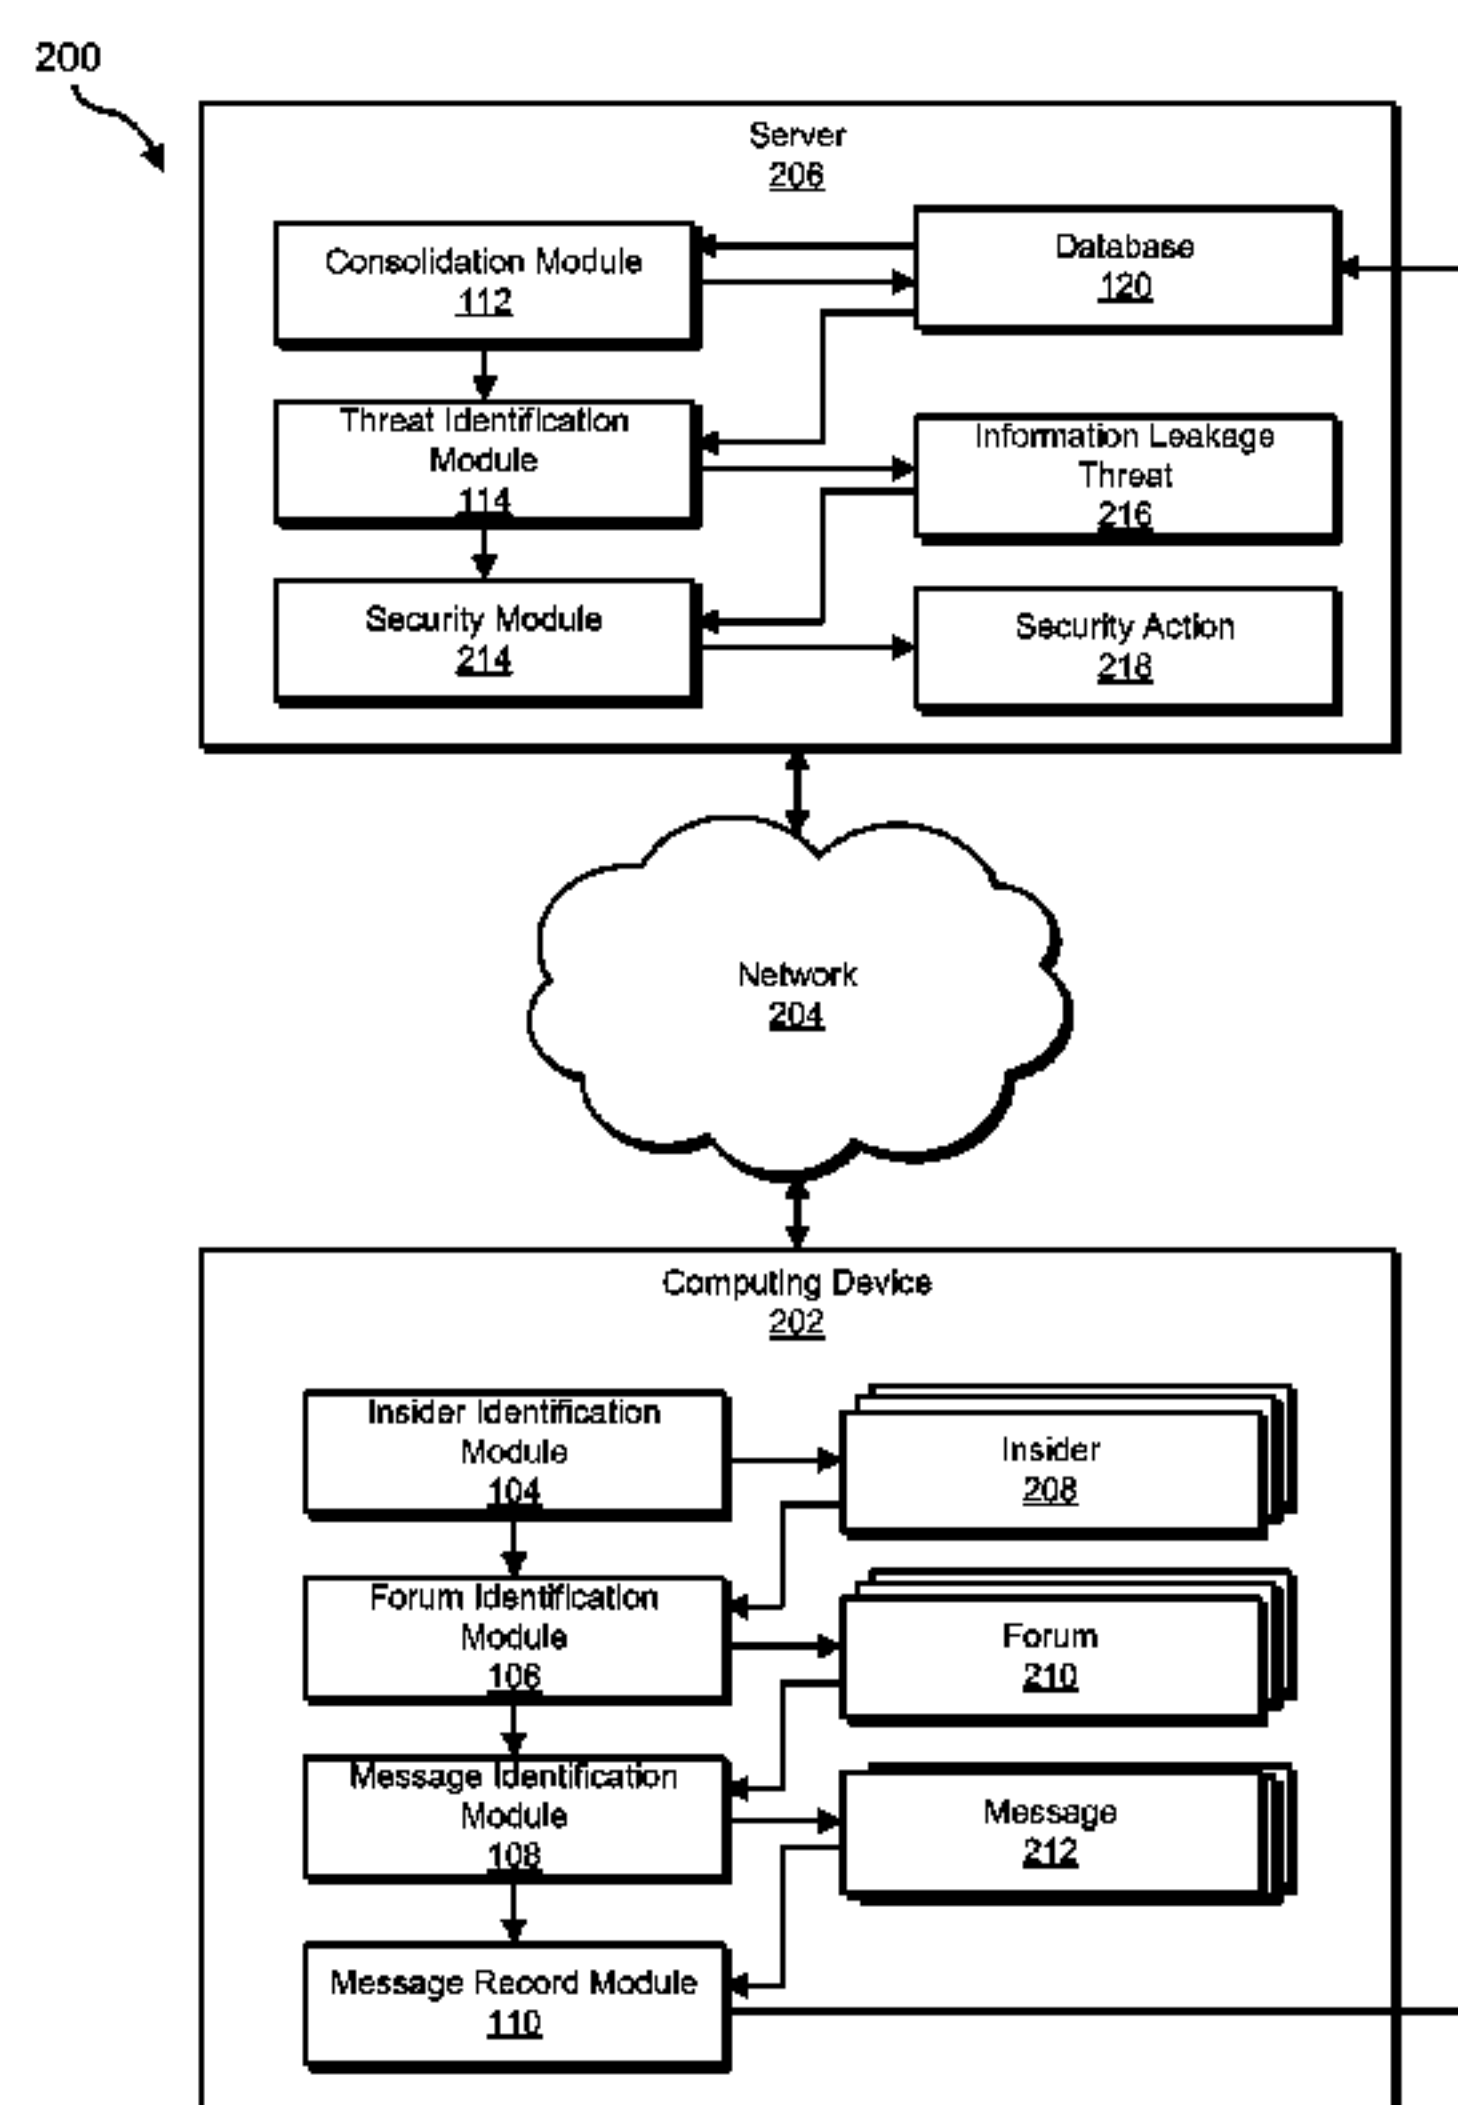 200
Server
206
Consolidation Module
112
Database
120
Threat Identification
Module
114
Information Leakage
Threat
216
Security Module
214
Security Action
218
Network
204
Computing Device
202
Insider Identification
Module
104
Insider
208
Forum Identification
Module
106
Forum
210
Message Identification
Module
108
Message
212
Message Record Module
110